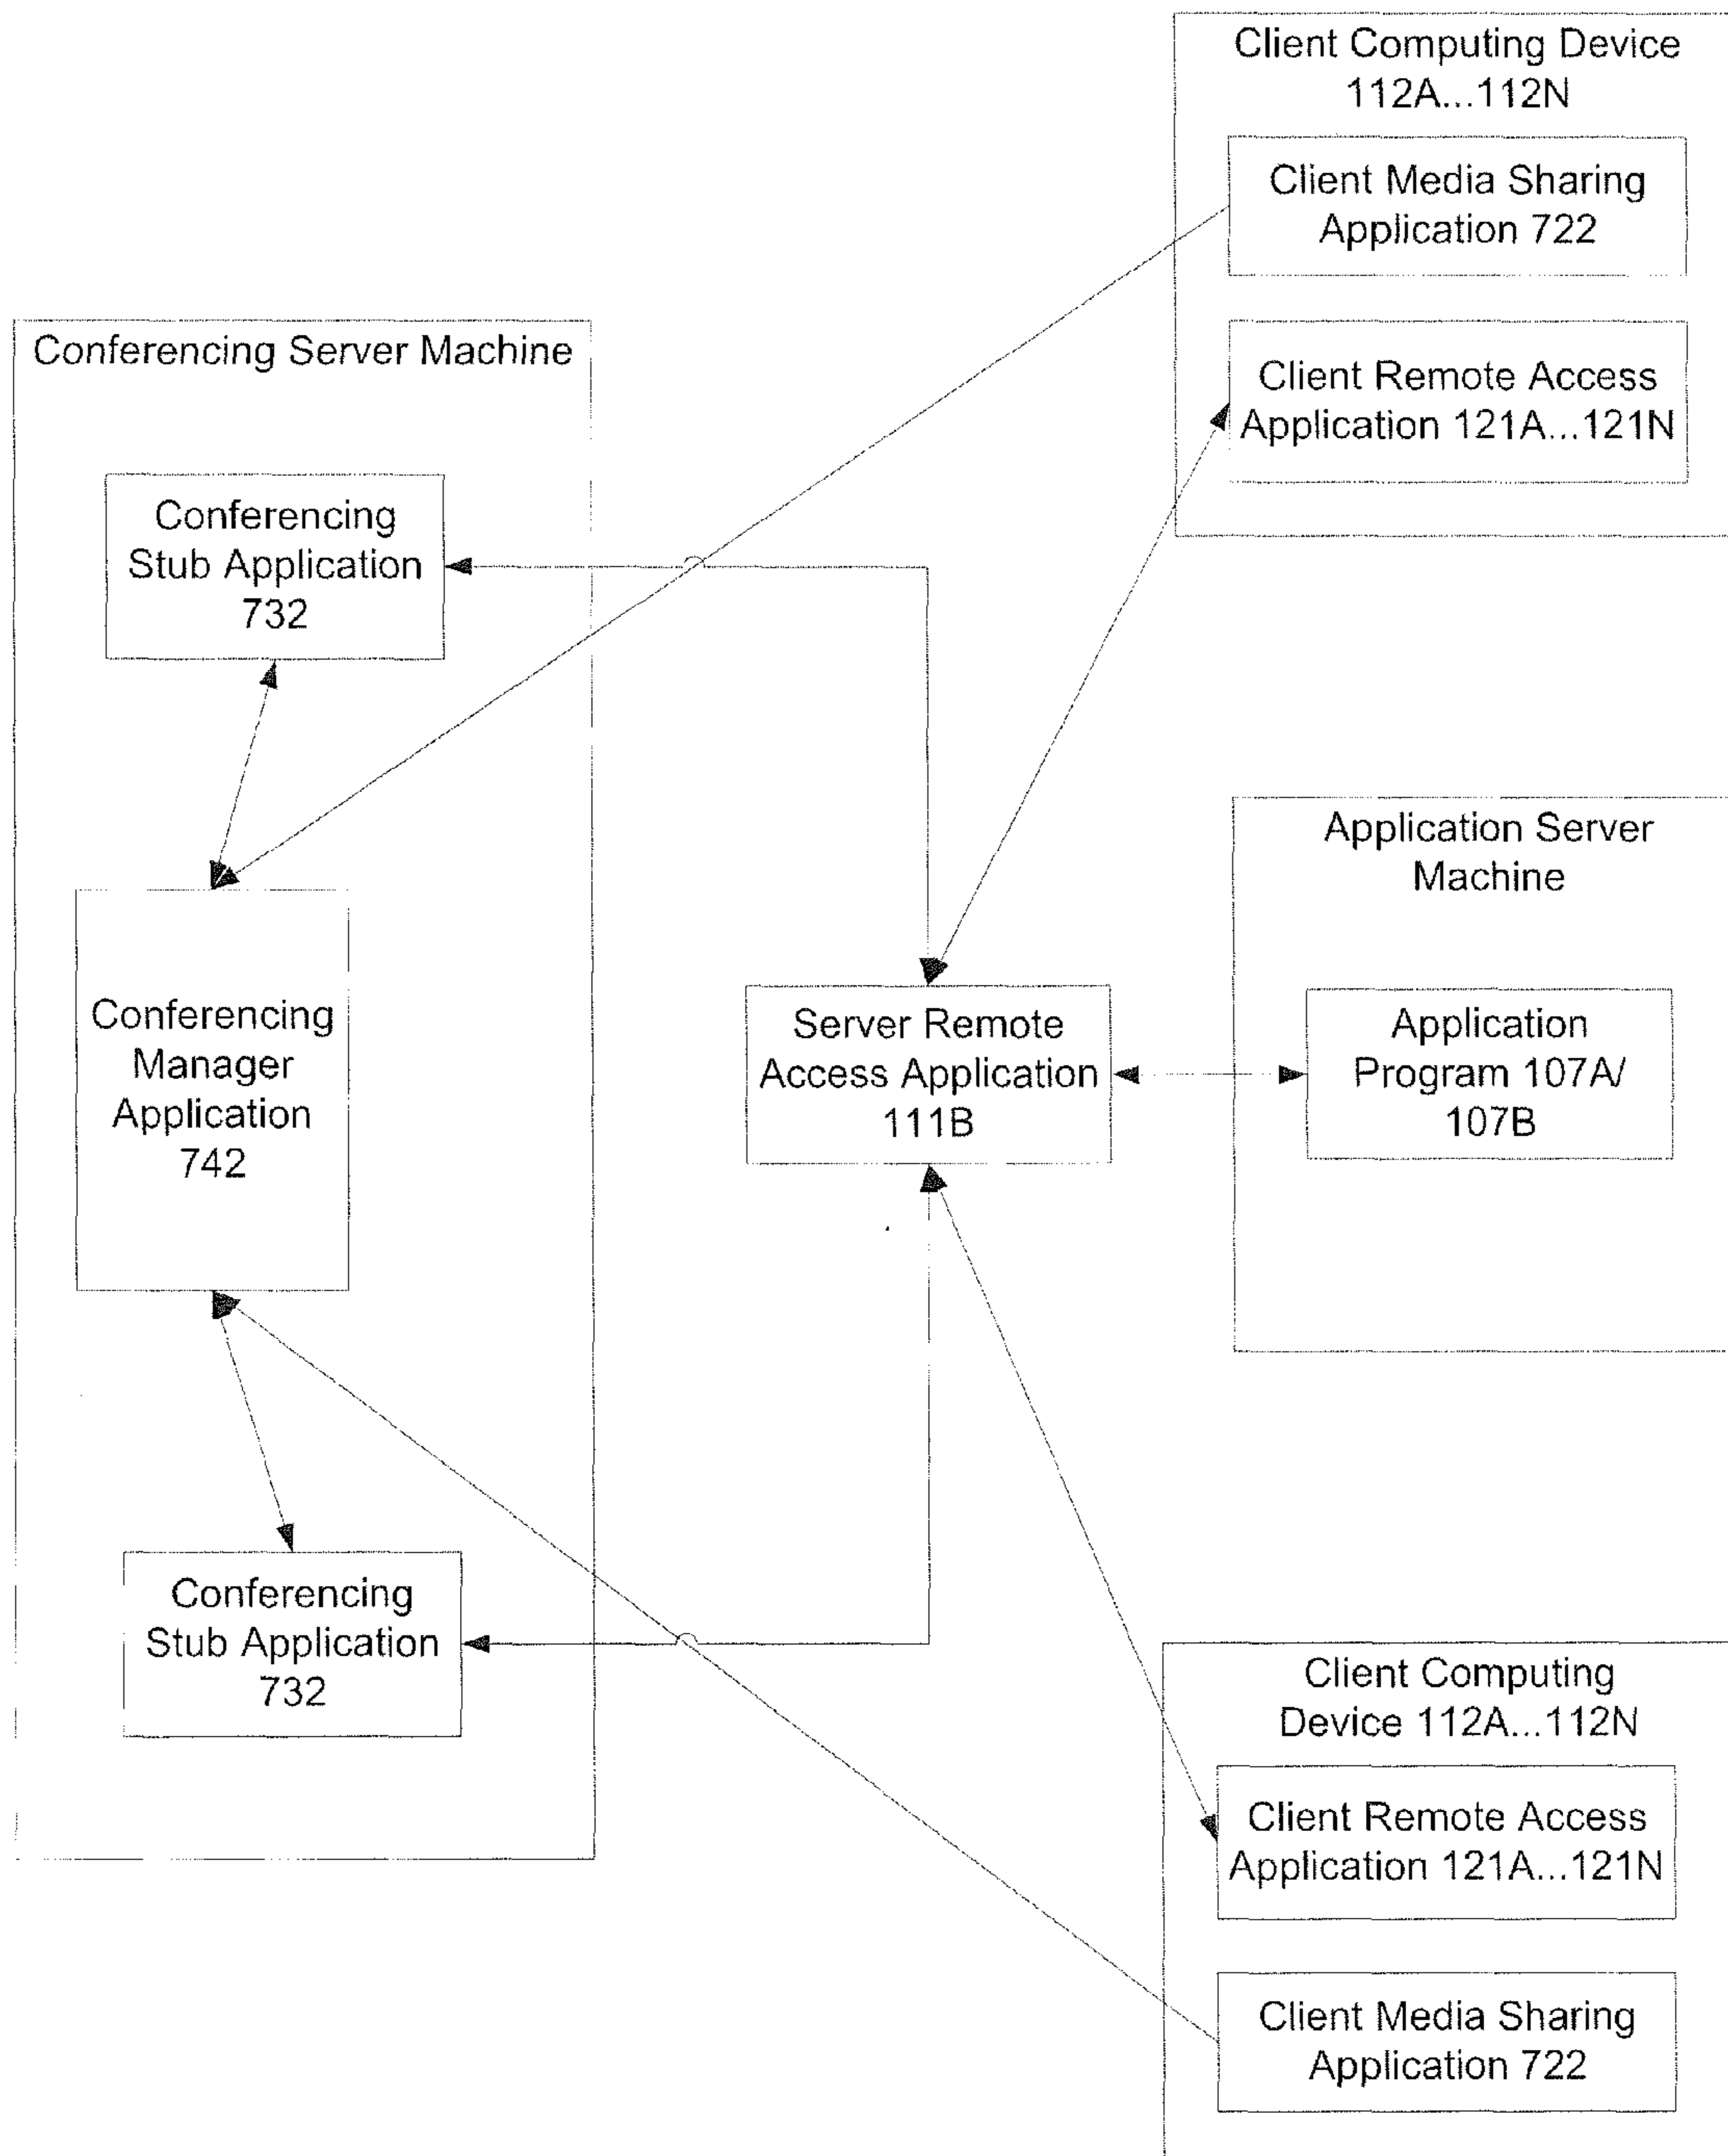 Client Computing Device
112A...112N
Client Media Sharing
Application 722
Client Remote Access
Application 121A...121N
Conferencing Server Machine
Conferencing
Stub Application
732
Conferencing
Manager
Application
742
Conferencing
Stub Application
732
Server Remote
Access Application
111B
Application Server
Machine
Application
Program 107A/
107B
Client Computing
Device 112A...112N
Client Remote Access
Application 121A...121N
Client Media Sharing
Application 722